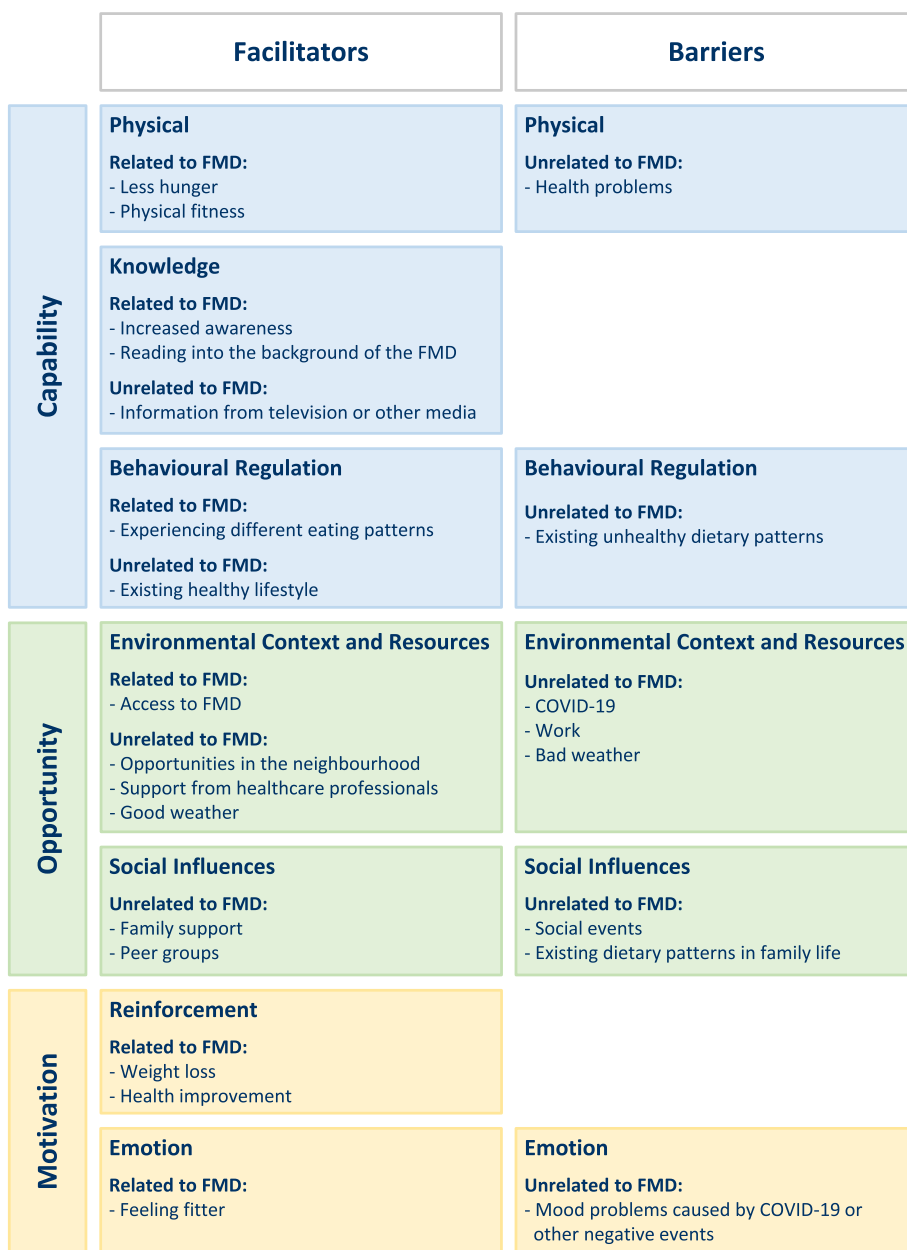 Facilitators
Barriers
Capability
Physical
Related to FMD:
- Less hunger
- Physical fitness
Physical
Unrelated to FMD:
- Health problems
Knowledge
Related to FMD:
- Increased awareness
- Reading into the background of the FMD
Unrelated to FMD:
- Information from television or other media
Behavioural Regulation
Related to FMD:
- Experiencing different eating patterns
Unrelated to FMD:
- Existing healthy lifestyle
Behavioural Regulation
Unrelated to FMD:
- Existing unhealthy dietary patterns
Opportunity
Environmental Context and Resources
Related to FMD:
- Access to FMD
Unrelated to FMD:
- Opportunities in the neighbourhood
- Support from healthcare professionals
- Good weather
Environmental Context and Resources
Unrelated to FMD:
- COVID-19
- Work
- Bad weather
Social Influences
Unrelated to FMD:
- Family support
- Peer groups
Social Influences
Unrelated to FMD:
- Social events
- Existing dietary patterns in family life
Motivation
Reinforcement
Related to FMD:
- Weight loss
- Health improvement
Emotion
Related to FMD:
- Feeling fitter
Emotion
Unrelated to FMD:
- Mood problems caused by COVID-19 or
other negative events